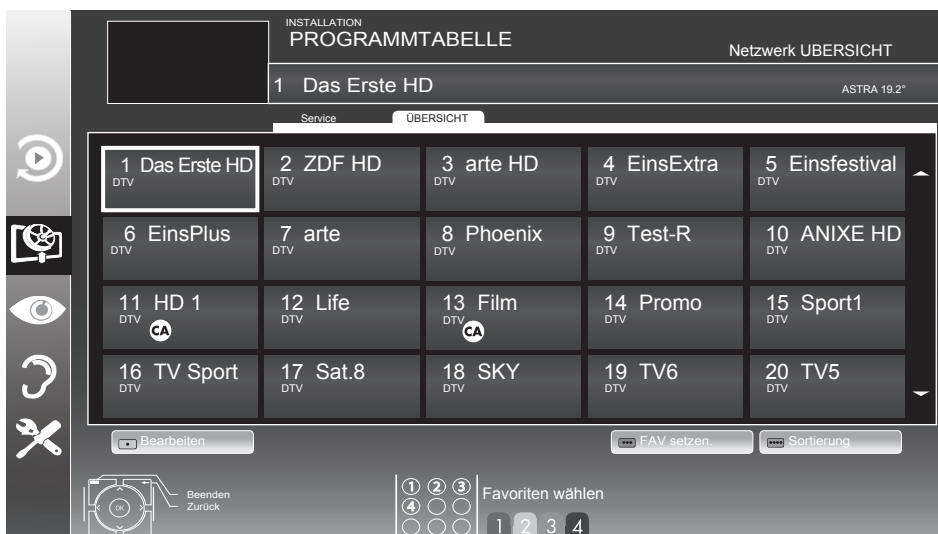 INSTALLATION
PROGRAMMTABELLE
Netzwerk UBERSICHT
1 Das Erste HD
ASTRA 19.2°
Service ÜBERSICHT
1 Das Erste HD
DTV
2 ZDF HD
DTV
3 arte HD
DTV
4 EinsExtra
DTV
5 Einsfestival
DTV
6 EinsPlus
DTV
7 arte
DTV
8 Phoenix
DTV
9 Test-R
DTV
10 ANIXE HD
DTV
11 HD 1
DTV
CA
12 Life
DTV
13 Film
DTV
CA
14 Promo
DTV
15 Sport1
DTV
16 TV Sport
DTV
17 Sat.8
DTV
18 SKY
DTV
19 TV6
DTV
20 TV5
DTV
Bearbeiten
FAV setzen.
Sortierung
OK
Beenden
Zurück
1 2 3
4
Favoriten wählen
1 2 3 4